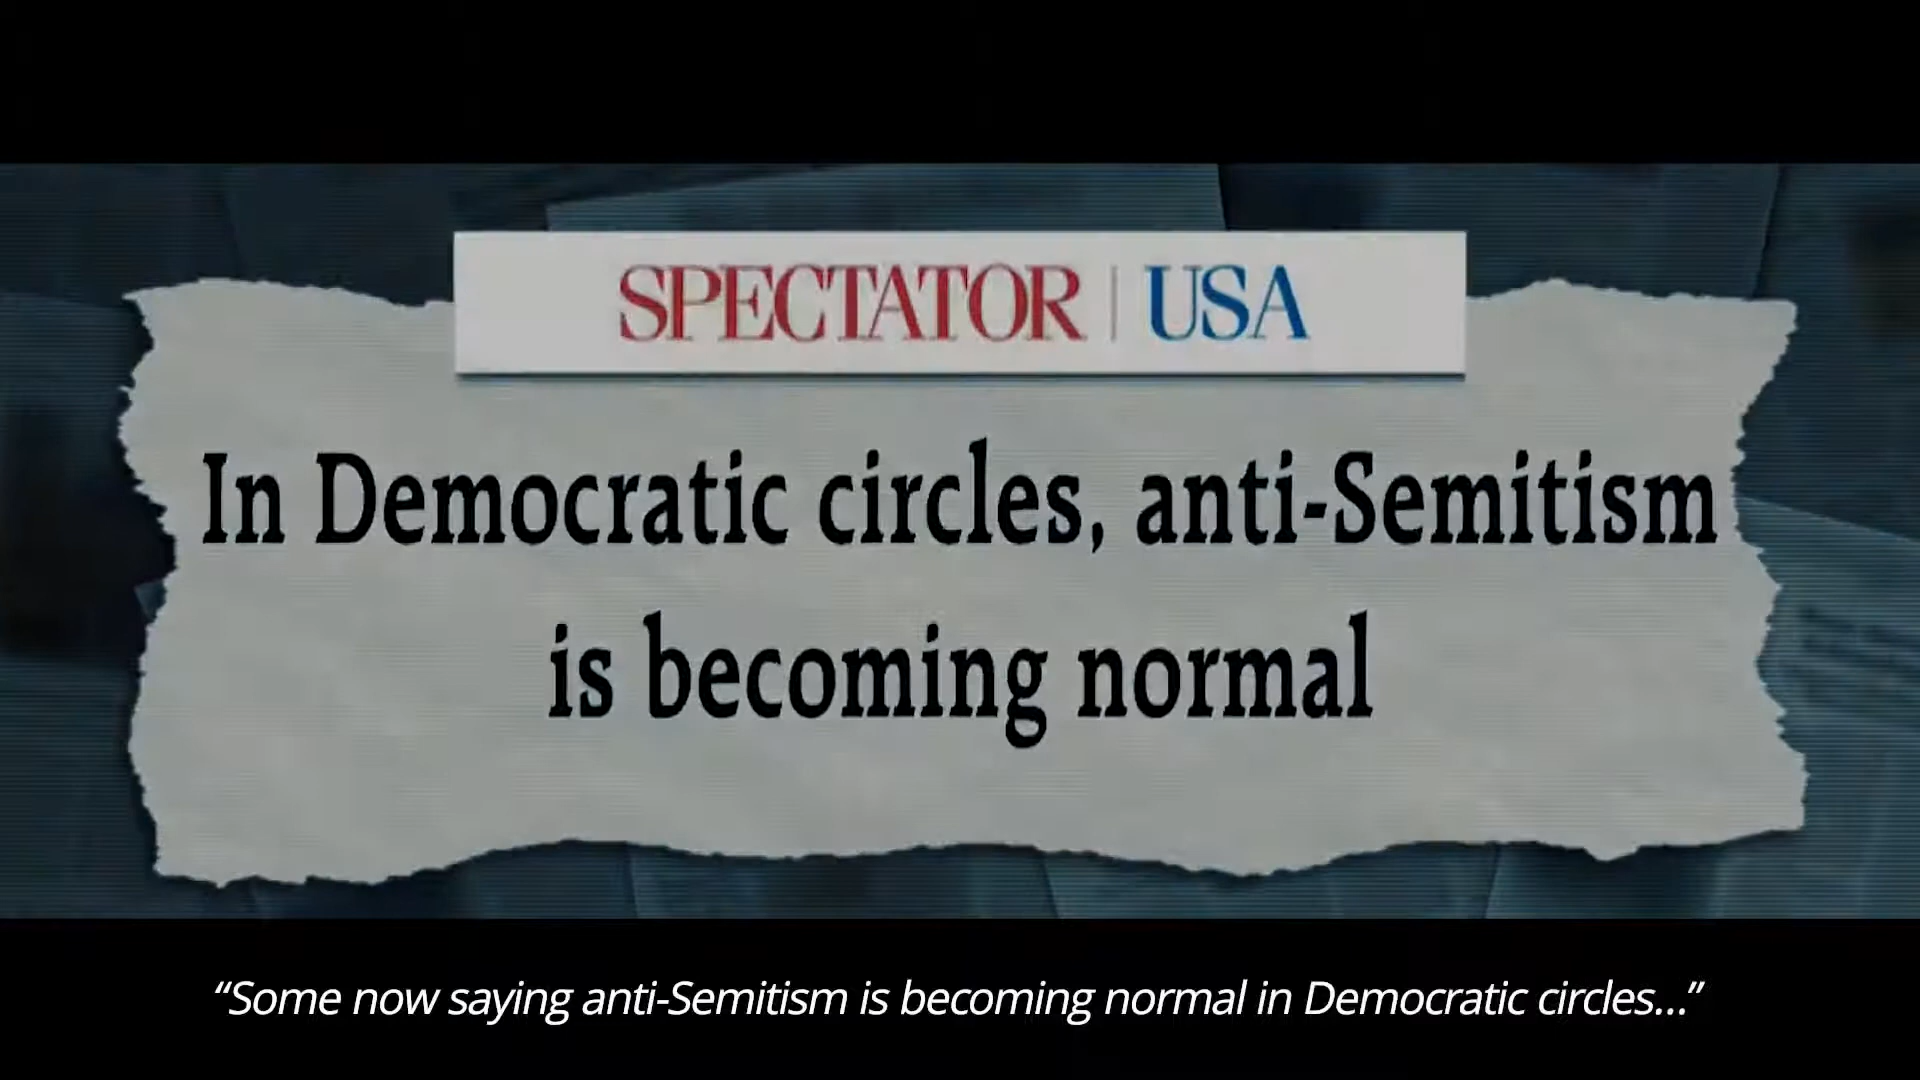 SPECTATOR | USA
In Democratic circles, anti-Semitism
is becoming normal
“Some now saying anti-Semitism is becoming normal in Democratic circles...”